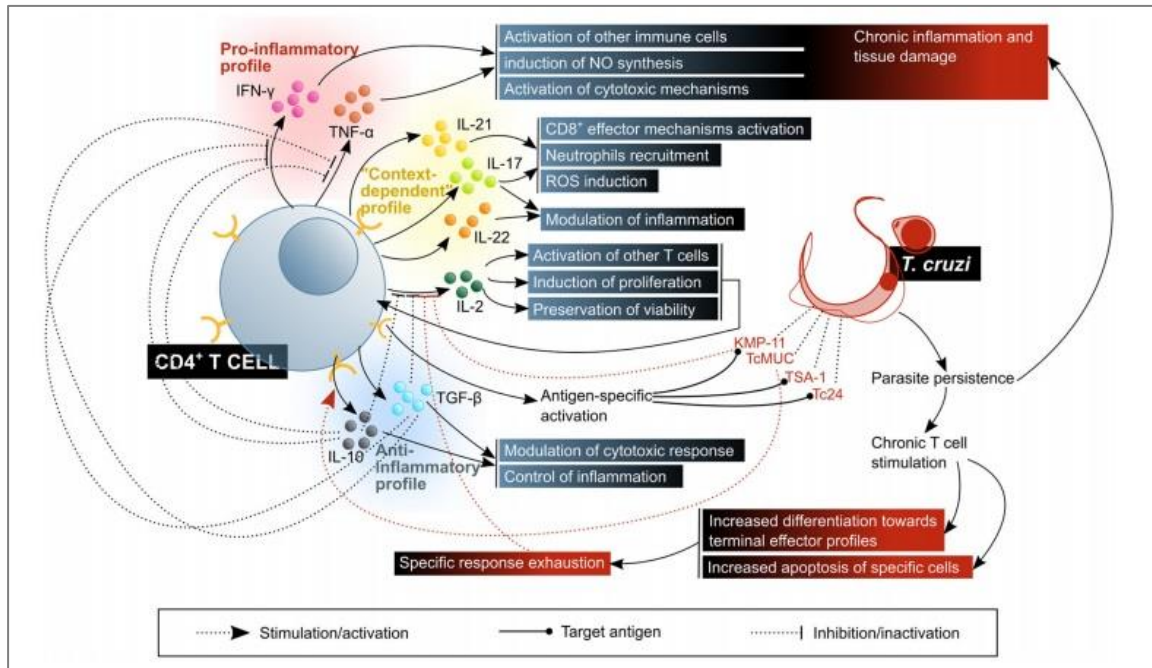 Pro-inflammatory
profile
IFN-γ
TNF-α
Activation of other immune cells
induction of NO synthesis
Activation of cytotoxic mechanisms
Chronic inflammation and
tissue damage
"Context-
dependent"
profile
IL-21
IL-17
IL-22
IL-2
CD8⁺ effector mechanisms activation
Neutrophils recruitment
ROS induction
Modulation of inflammation
Activation of other T cells
Induction of proliferation
Preservation of viability
T. cruzi
CD4⁺ T CELL
KMP-11
TcMUC
TSA-1
Tc24
Antigen-specific
activation
Parasite persistence
Chronic T cell
stimulation
TGF-β
IL-10
Anti-
inflammatory
profile
Modulation of cytotoxic response
Control of inflammation
Increased differentiation towards
terminal effector profiles
Increased apoptosis of specific cells
Specific response exhaustion
Stimulation/activation
Target antigen
Inhibition/inactivation